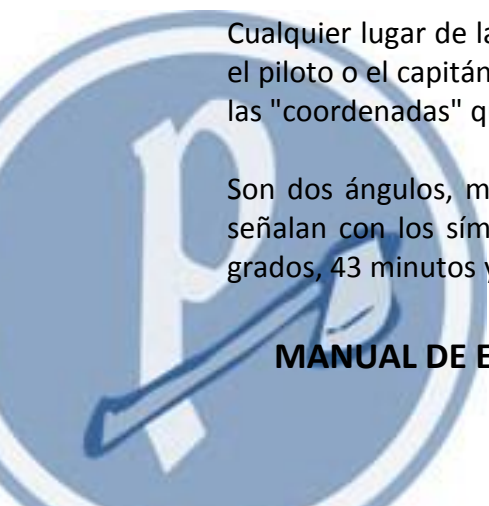 Cualquier lugar de la
el piloto o el capitán
las "coordenadas" q
Son dos ángulos, m
señalan con los sím
grados, 43 minutos y
MANUAL DE E
p